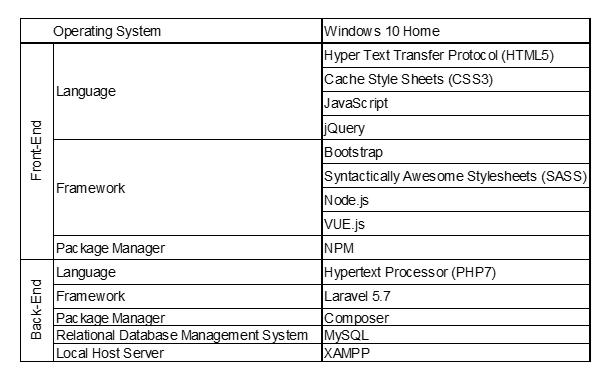 Operating System Windows 10 Home
Front-End
Language Hyper Text Transfer Protocol (HTML5)
Cache Style Sheets (CSS3)
JavaScript
jQuery
Framework Bootstrap
Syntactically Awesome Stylesheets (SASS)
Node.js
VUE.js
Package Manager NPM
Back-End
Language Hypertext Processor (PHP7)
Framework Laravel 5.7
Package Manager Composer
Relational Database Management System MySQL
Local Host Server XAMPP